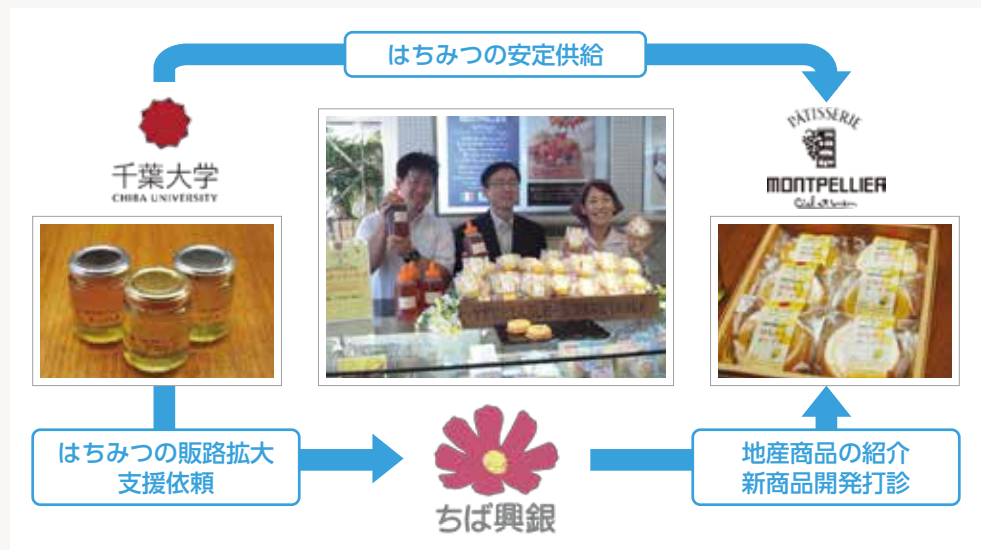 はちみつの安定供給
千葉大学
CHIBA UNIVERSITY
PÂTISSERIE
MONTPELLIER
はちみつの販路拡大
支援依頼
ちば興銀
地産商品の紹介
新商品開発打診